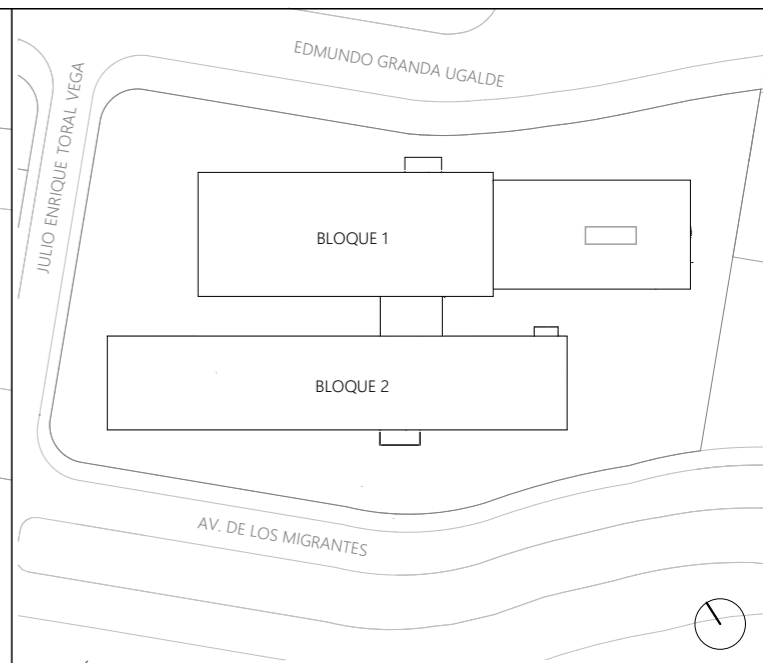 EDMUNDO GRANDA UGALDE
JULIO ENRIQUE TORAL VEGA
BLOQUE 1
BLOQUE 2
AV. DE LOS MIGRANTES